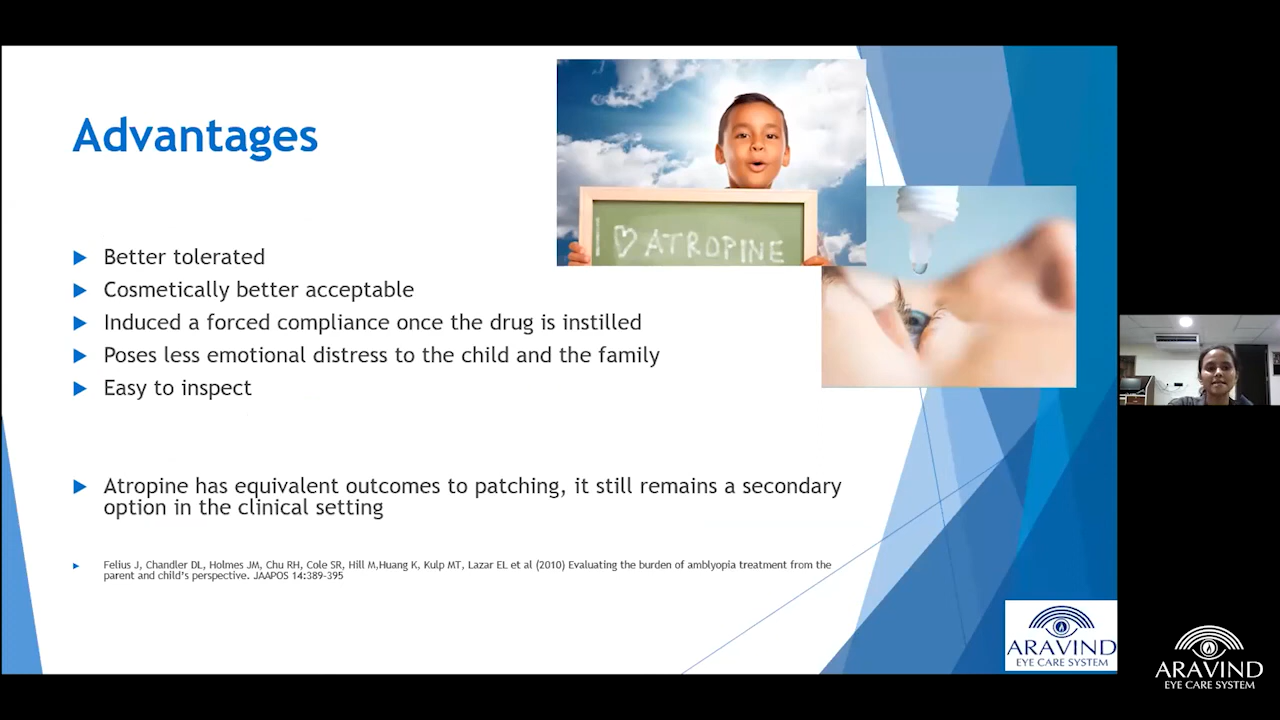 Advantages
I ♡ ATROPINE
Better tolerated
Cosmetically better acceptable
Induced a forced compliance once the drug is instilled
Poses less emotional distress to the child and the family
Easy to inspect
Atropine has equivalent outcomes to patching, it still remains a secondary
option in the clinical setting
Felius J, Chandler DL, Holmes JM, Chu RH, Cole SR, Hill M,Huang K, Kulp MT, Lazar EL et al (2010) Evaluating the burden of amblyopia treatment from the
parent and child's perspective. JAAPOS 14:389-395
ARAVIND
EYE CARE SYSTEM
ARAVIND
EYE CARE SYSTEM